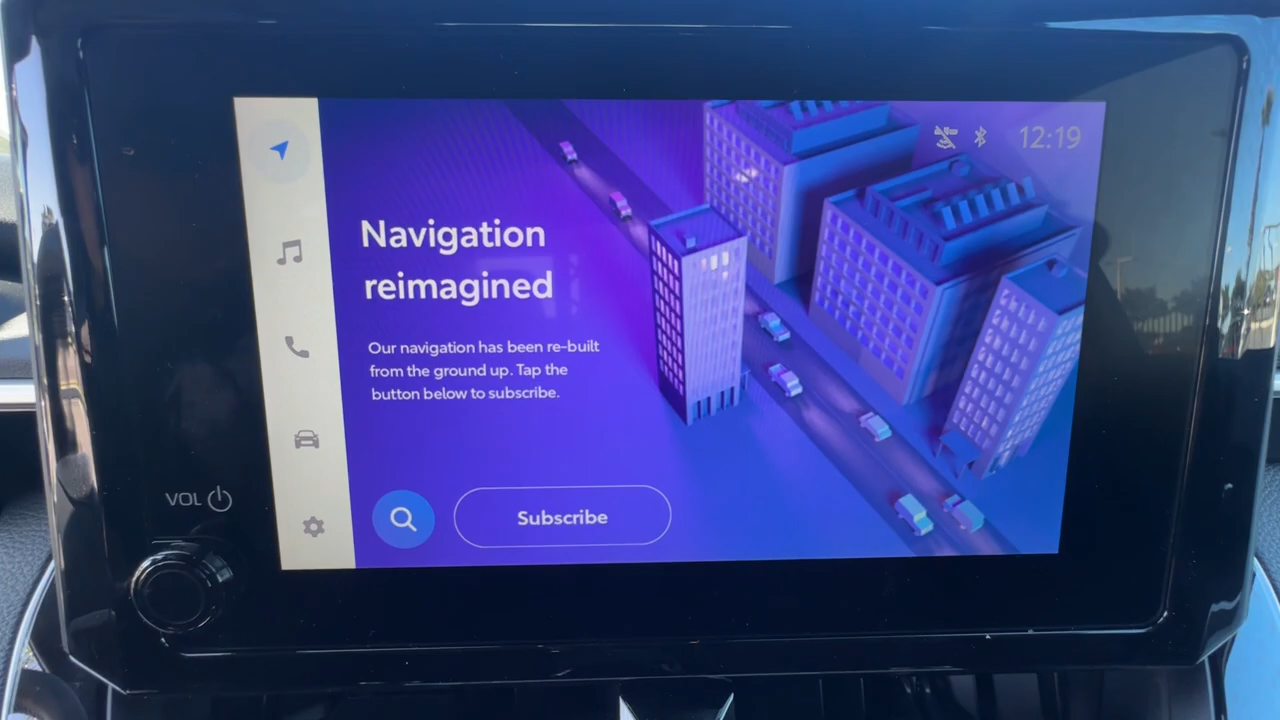 12:19
Navigation
reimagined
Our navigation has been re-built
from the ground up. Tap the
button below to subscribe.
VOL
Subscribe